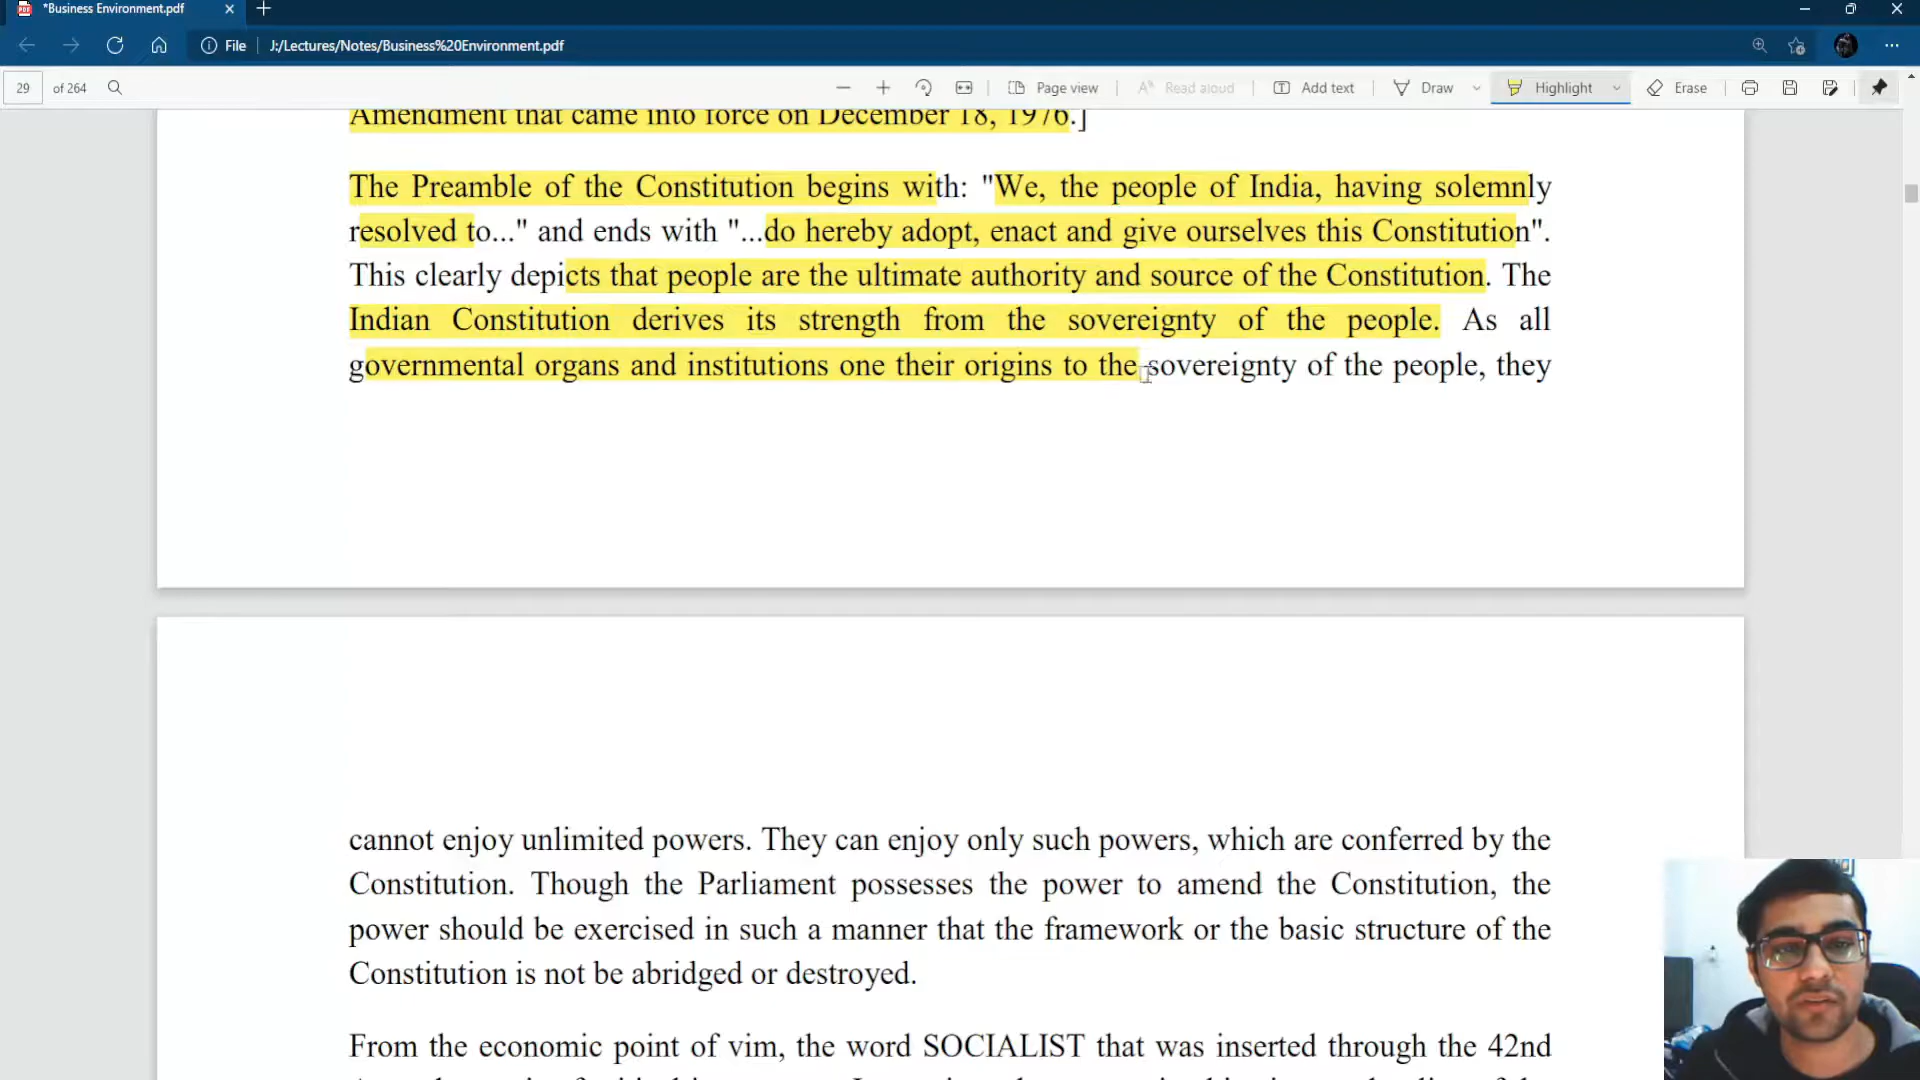 *Business Environment.pdf
File J:/Lectures/Notes/Business%20Environment.pdf
29 of 264 Page view Read aloud Add text Draw Highlight Erase
Amendment that came into force on December 18, 1976.]
The Preamble of the Constitution begins with: "We, the people of India, having solemnly
resolved to..." and ends with "...do hereby adopt, enact and give ourselves this Constitution".
This clearly depicts that people are the ultimate authority and source of the Constitution. The
Indian Constitution derives its strength from the sovereignty of the people. As all
governmental organs and institutions one their origins to the sovereignty of the people, they
cannot enjoy unlimited powers. They can enjoy only such powers, which are conferred by the
Constitution. Though the Parliament possesses the power to amend the Constitution, the
power should be exercised in such a manner that the framework or the basic structure of the
Constitution is not be abridged or destroyed.
From the economic point of vim, the word SOCIALIST that was inserted through the 42nd